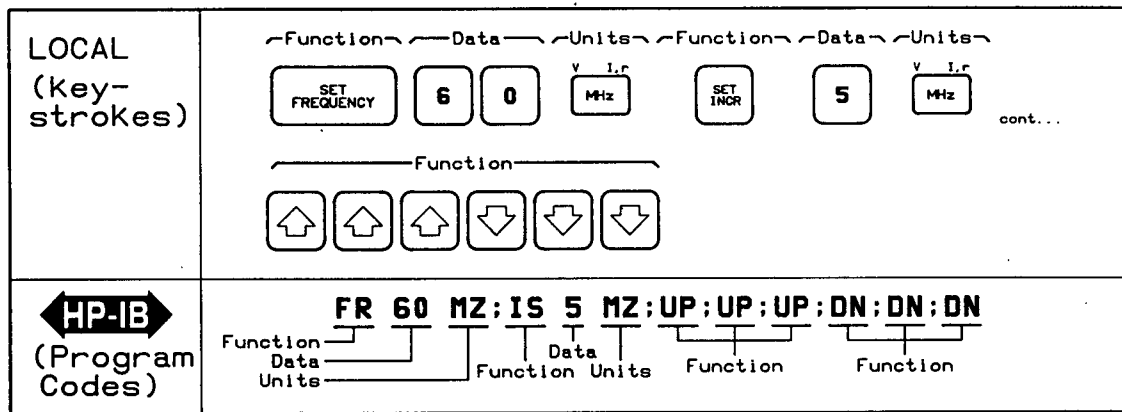 LOCAL
(Key-
strokes)
Function Data Units Function Data Units
V I,r V I,r
SET
FREQUENCY 6 0 MHz SET
INCR 5 MHz
cont...
Function
HP-IB
(Program
Codes)
FR 60 MZ;IS 5 MZ;UP;UP;UP;DN;DN;DN
Function
Data
Units
Function Data Units Function Function